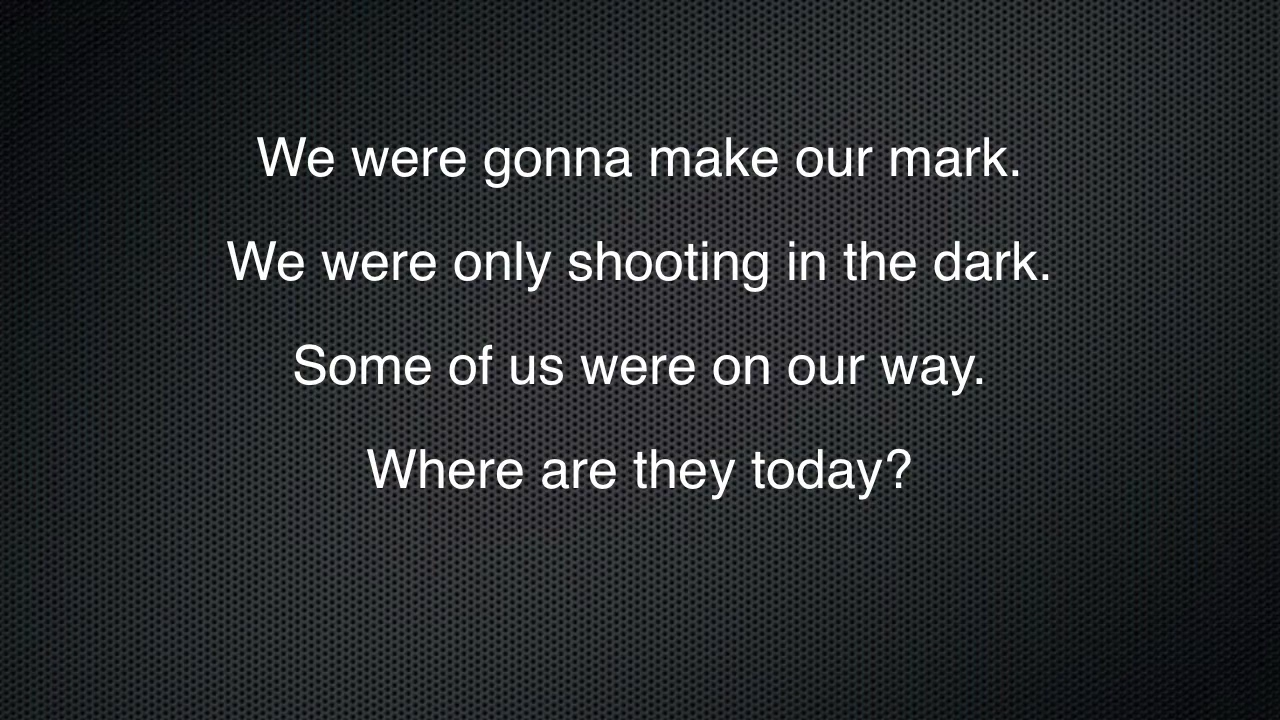 We were gonna make our mark.
We were only shooting in the dark.
Some of us were on our way.
Where are they today?